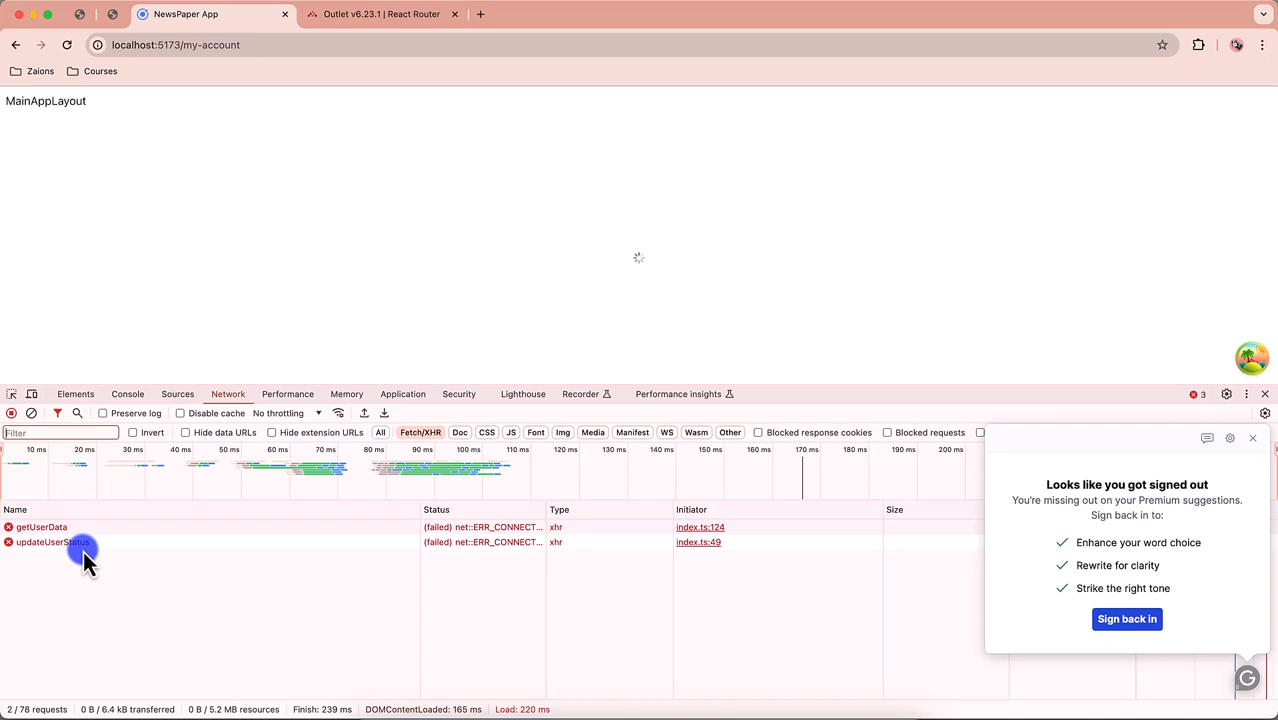 NewsPaper App
Outlet v6.23.1 | React Router
localhost:5173/my-account
Zaions
Courses
MainAppLayout
Elements Console Sources Network Performance Memory Application Security Lighthouse Recorder Performance insights 3
Preserve log Disable cache No throttling
Filter Invert Hide data URLs Hide extension URLs All Fetch/XHR Doc CSS JS Font Img Media Manifest WS Wasm Other Blocked response cookies Blocked requests
10 ms 20 ms 30 ms 40 ms 50 ms 60 ms 70 ms 80 ms 90 ms 100 ms 110 ms 120 ms 130 ms 140 ms 150 ms 160 ms 170 ms 180 ms 190 ms 200 ms
Name Status Type Initiator Size
getUserData (failed) net::ERR_CONNECT... xhr index.ts:124
updateUserStatus (failed) net::ERR_CONNECT... xhr index.ts:49
Looks like you got signed out
You're missing out on your Premium suggestions.
Sign back in to:
Enhance your word choice
Rewrite for clarity
Strike the right tone
Sign back in
2 / 78 requests 0 B / 6.4 kB transferred 0 B / 5.2 MB resources Finish: 239 ms DOMContentLoaded: 165 ms Load: 220 ms